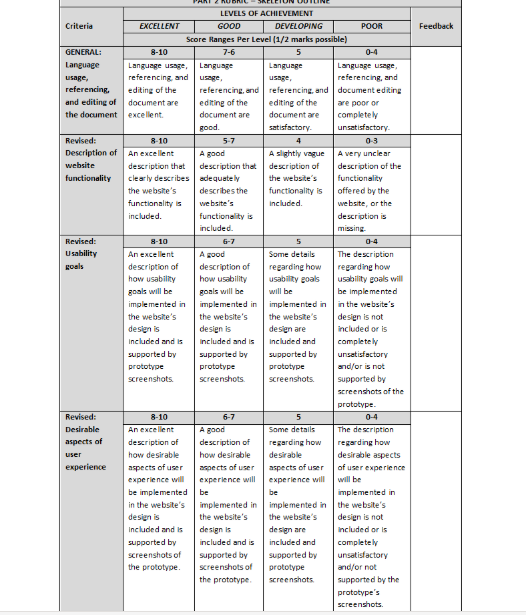 PART 2 RUBRIC – SKELETON OUTLINE
Criteria
LEVELS OF ACHIEVEMENT
Feedback
EXCELLENT GOOD DEVELOPING POOR
Score Ranges Per Level (1/2 marks possible)
GENERAL:
Language
usage,
referencing,
and editing of
the document
8-10
Language usage,
referencing, and
editing of the
document are
excellent.
7-6
Language
usage,
referencing, and
editing of the
document are
good.
5
Language
usage,
referencing, and
editing of the
document are
satisfactory.
0-4
Language usage,
referencing, and
document editing
are poor or
completely
unsatisfactory.
Revised:
Description of
website
functionality
8-10
An excellent
description that
clearly describes
the website's
functionality is
included.
5-7
A good
description that
adequately
describes the
website's
functionality is
included.
4
A slightly vague
description of
the website's
functionality is
included.
0-3
A very unclear
description of the
functionality
offered by the
website, or the
description is
missing.
Revised:
Usability
goals
8-10
An excellent
description of
how usability
goals will be
implemented in
the website's
design is
included and is
supported by
prototype
screenshots.
6-7
A good
description of
how usability
goals will be
implemented in
the website's
design is
included and is
supported by
prototype
screenshots.
5
Some details
regarding how
usability goals
will be
implemented in
the website's
design are
included and
supported by
prototype
screenshots.
0-4
The description
regarding how
usability goals will
be implemented
in the website's
design is not
included or is
completely
unsatisfactory
and/or is not
supported by
screenshots of the
prototype.
Revised:
Desirable
aspects of
user
experience
8-10
An excellent
description of
how desirable
aspects of user
experience will
be implemented
in the website's
design is
included and is
supported by
screenshots of
the prototype.
6-7
A good
description of
how desirable
aspects of user
experience will
be
implemented in
the website's
design is
included and is
supported by
screenshots of
the prototype.
5
Some details
regarding how
desirable
aspects of user
experience will
be
implemented in
the website's
design are
included and
supported by
prototype
screenshots.
0-4
The description
regarding how
desirable aspects
of user experience
will be
implemented in
the website's
design is not
included or is
completely
unsatisfactory
and/or not
supported by the
prototype's
screenshots.